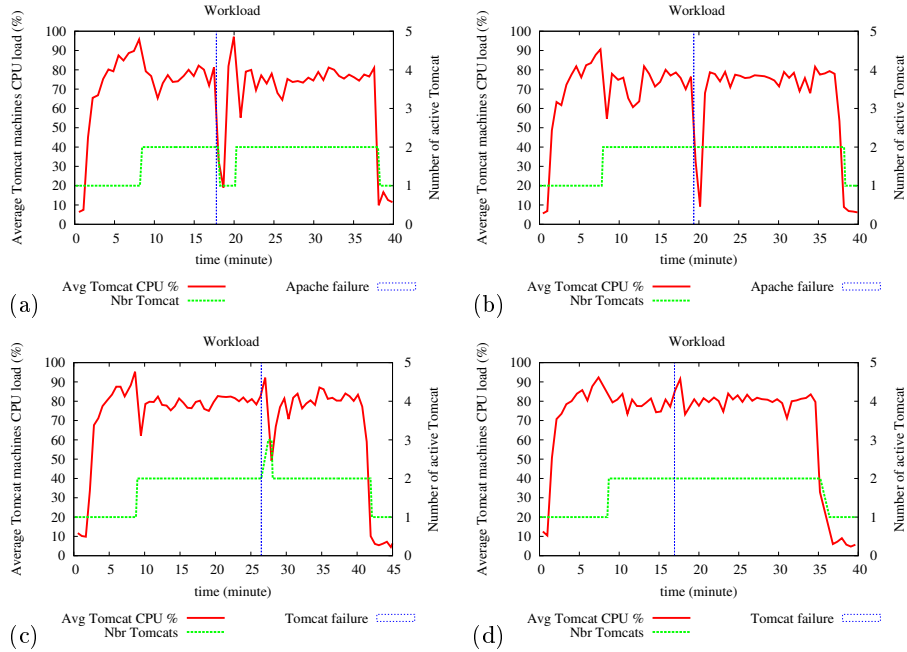 Workload
Average Tomcat machines CPU load (%)
100
90
80
70
60
50
40
30
20
10
0
5
4
3
2
1
0
Number of active Tomcat
0 5 10 15 20 25 30 35 40
time (minute)
(a)
Avg Tomcat CPU %
Nbr Tomcat
Apache failure
Workload
Average Tomcat machines CPU load (%)
100
90
80
70
60
50
40
30
20
10
0
5
4
3
2
1
0
Number of active Tomcat
0 5 10 15 20 25 30 35 40
time (minute)
(b)
Avg Tomcat CPU %
Nbr Tomcats
Apache failure
Workload
Average Tomcat machines CPU load (%)
100
90
80
70
60
50
40
30
20
10
0
5
4
3
2
1
0
Number of active Tomcat
0 5 10 15 20 25 30 35 40 45
time (minute)
(c)
Avg Tomcat CPU %
Nbr Tomcats
Tomcat failure
Workload
Average Tomcat machines CPU load (%)
100
90
80
70
60
50
40
30
20
10
0
5
4
3
2
1
0
Number of active Tomcat
0 5 10 15 20 25 30 35 40
time (minute)
(d)
Avg Tomcat CPU %
Nbr Tomcats
Tomcat failure